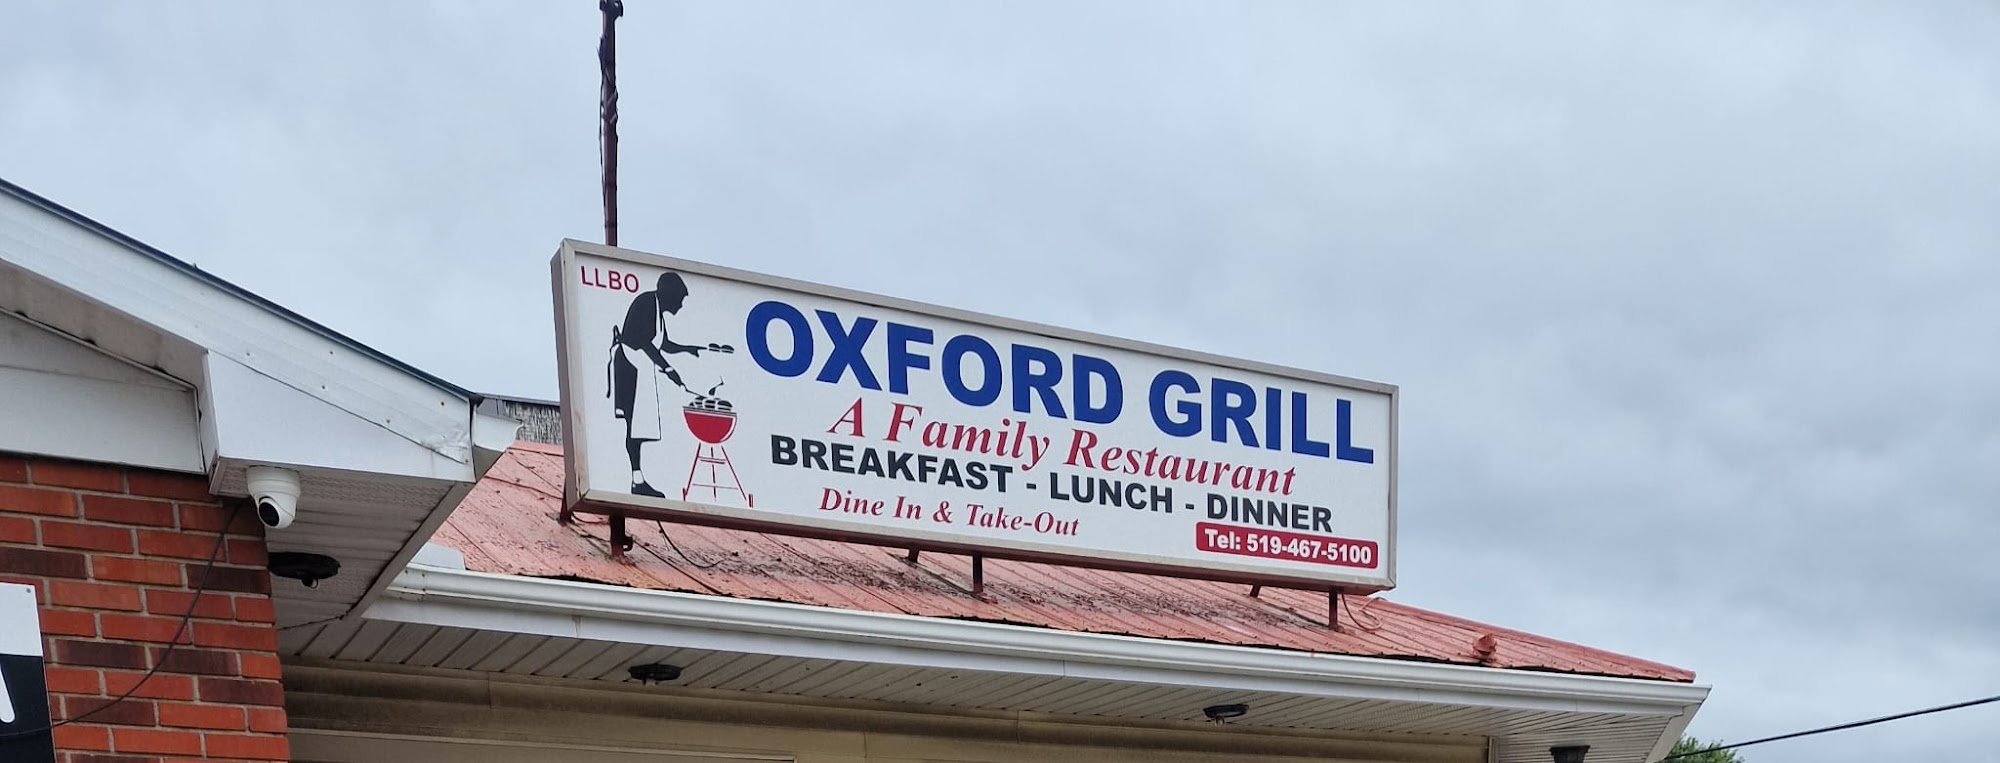 LLBO
OXFORD GRILL
A Family Restaurant
BREAKFAST - LUNCH - DINNER
Dine In & Take-Out
Tel: 519-467-5100